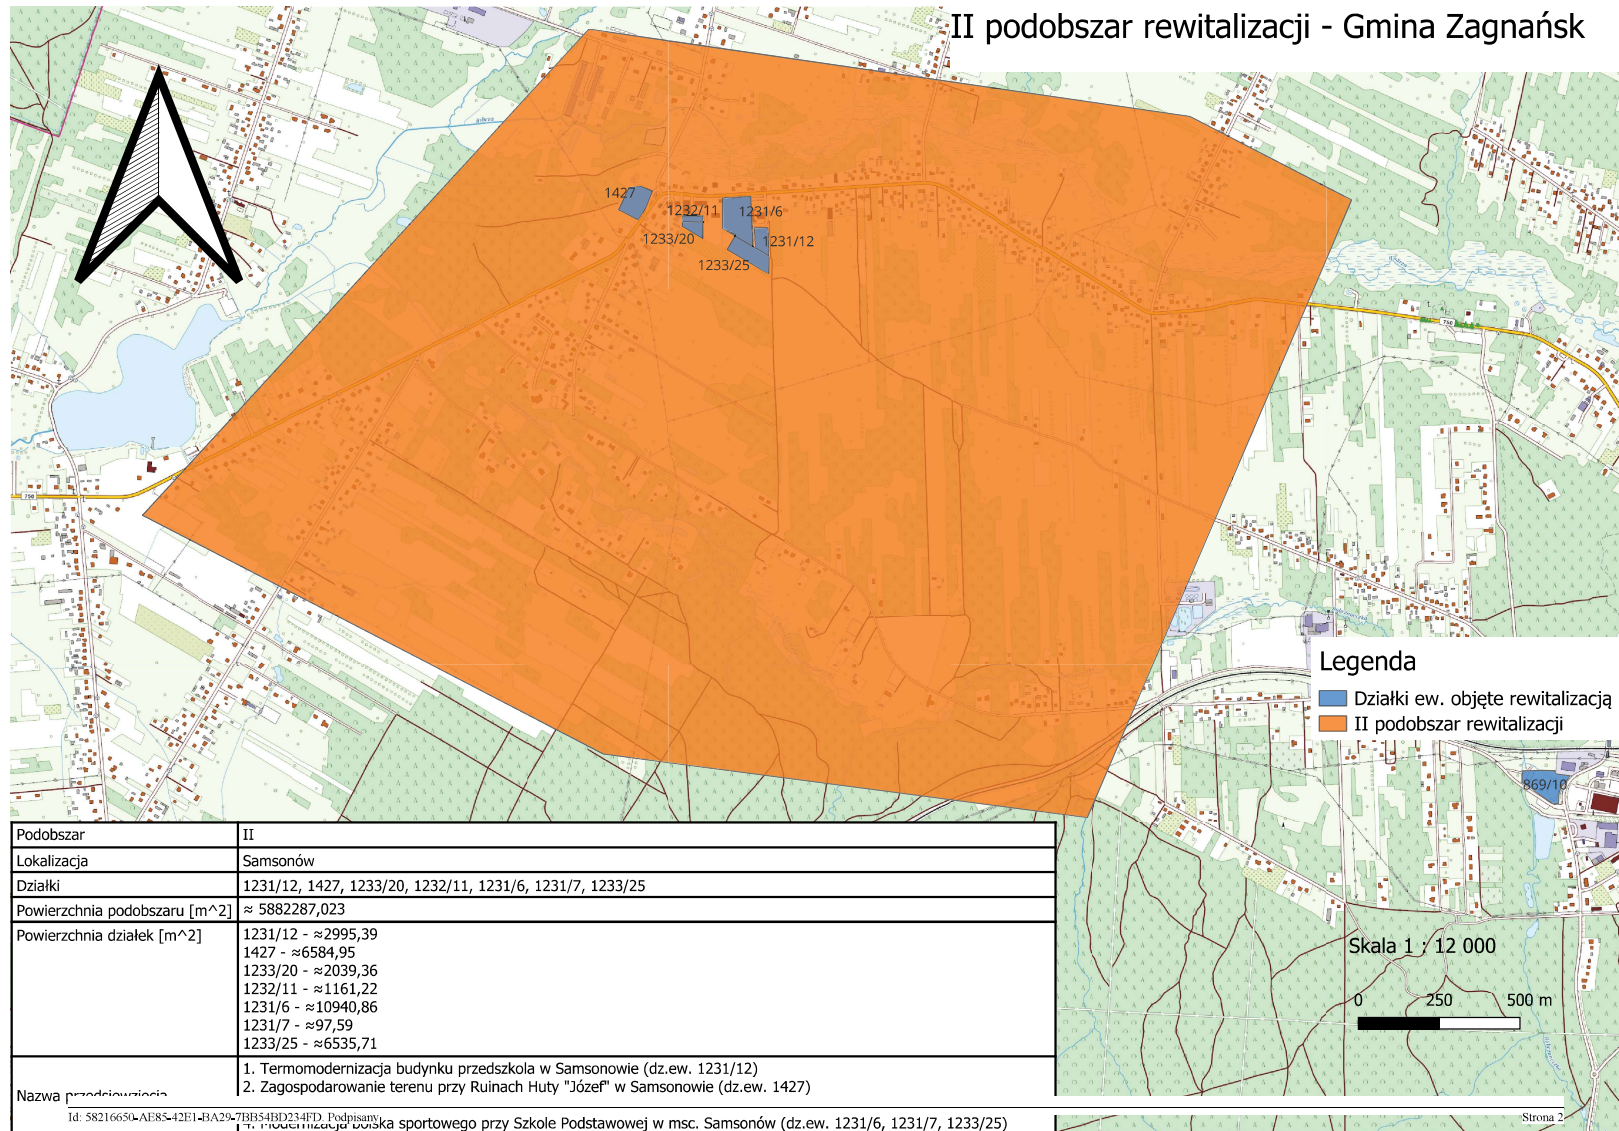 II podobszar rewitalizacji - Gmina Zagnańsk
1427
1232/11
1231/6
1233/20
1231/12
1233/25
750
750
Legenda
Działki ew. objęte rewitalizacją
II podobszar rewitalizacji
869/10
Skala 1 : 12 000
0 250 500 m
Podobszar II
Lokalizacja Samsonów
Działki 1231/12, 1427, 1233/20, 1232/11, 1231/6, 1231/7, 1233/25
Powierzchnia podobszaru [m^2] ≈ 5882287,023
Powierzchnia działek [m^2] 1231/12 - ≈2995,39
1427 - ≈6584,95
1233/20 - ≈2039,36
1232/11 - ≈1161,22
1231/6 - ≈10940,86
1231/7 - ≈97,59
1233/25 - ≈6535,71
1. Termomodernizacja budynku przedszkola w Samsonowie (dz.ew. 1231/12)
2. Zagospodarowanie terenu przy Ruinach Huty "Józef" w Samsonowie (dz.ew. 1427)
Nazwa przedsięwzięcia
Id: 58216650-AE85-42E1-BA29-7BB54BD234FD. Podpisany Strona 2
4. Modernizacja boiska sportowego przy Szkole Podstawowej w msc. Samsonów (dz.ew. 1231/6, 1231/7, 1233/25)